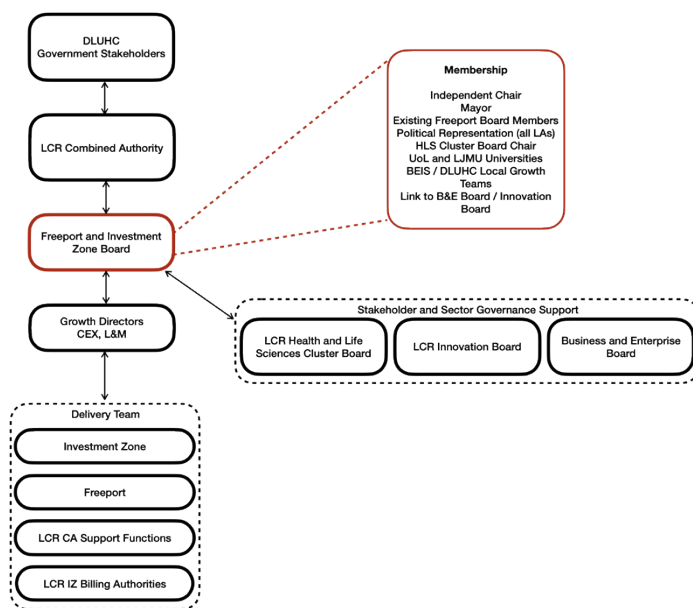 DLUHC
Government Stakeholders
LCR Combined Authority
Freeport and Investment
Zone Board
Growth Directors
CEX, L&M
Membership
Independent Chair
Mayor
Existing Freeport Board Members
Political Representation (all LAs)
HLS Cluster Board Chair
UoL and LJMU Universities
BEIS / DLUHC Local Growth
Teams
Link to B&E Board / Innovation
Board
Stakeholder and Sector Governance Support
LCR Health and Life
Sciences Cluster Board
LCR Innovation Board
Business and Enterprise
Board
Delivery Team
Investment Zone
Freeport
LCR CA Support Functions
LCR IZ Billing Authorities